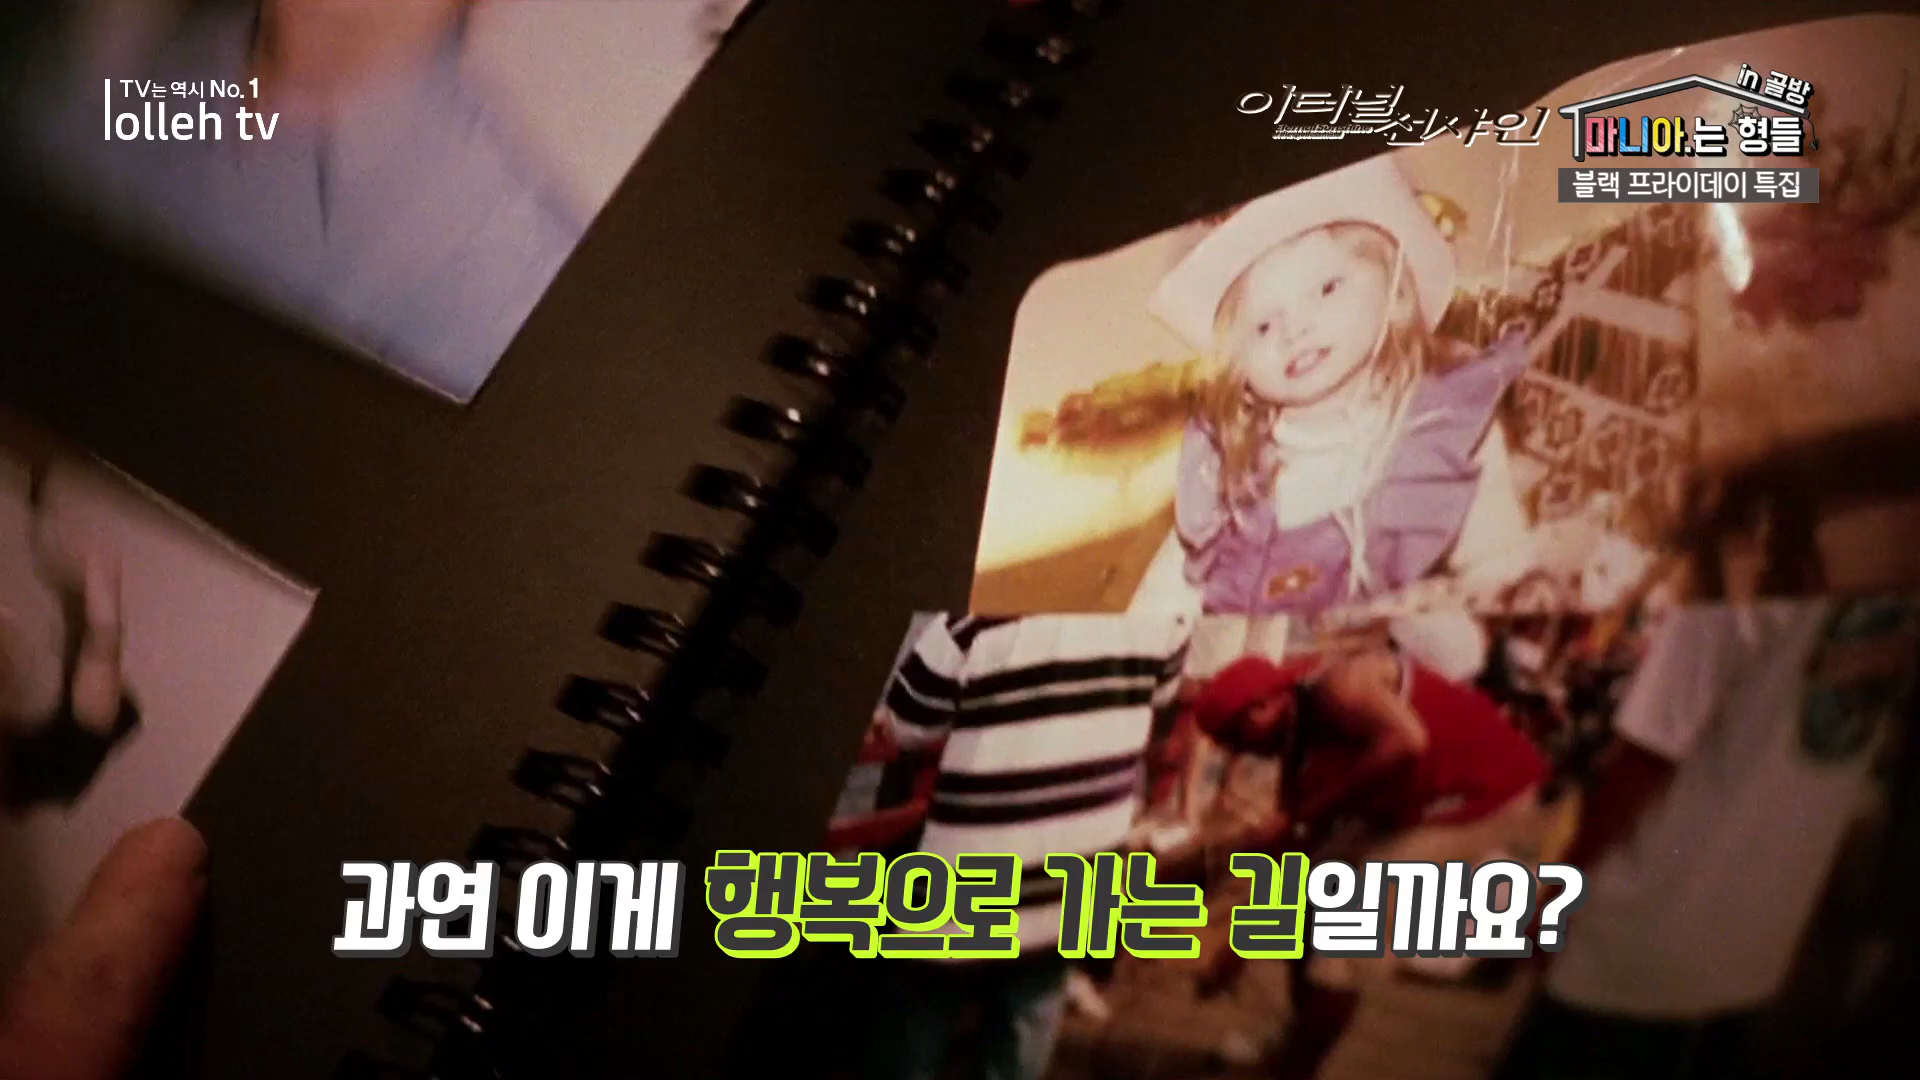 TV는 역시 No.1
olleh tv
이터널 선샤인
in 골방
마니아.는 형들
블랙 프라이데이 특집
과연 이게 행복으로 가는 길일까요?